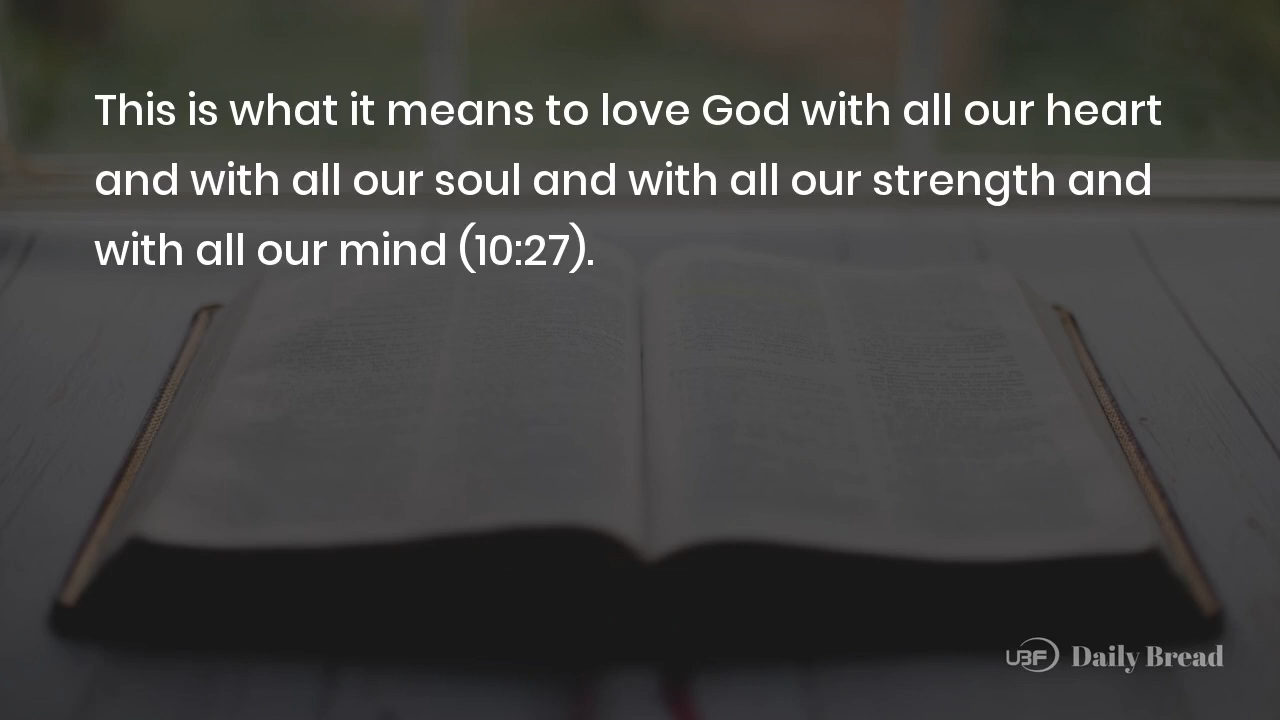 This is what it means to love God with all our heart
and with all our soul and with all our strength and
with all our mind (10:27).
UBF Daily Bread